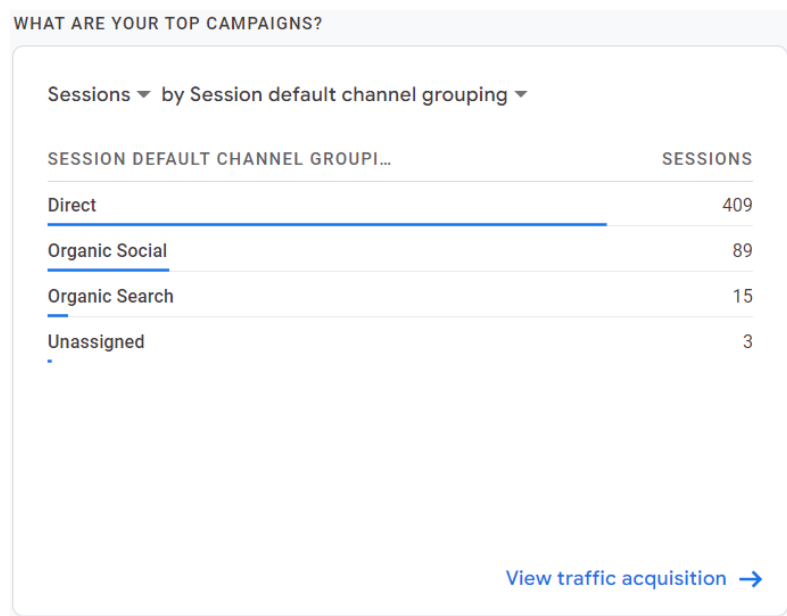 WHAT ARE YOUR TOP CAMPAIGNS?
Sessions by Session default channel grouping
SESSION DEFAULT CHANNEL GROUPI... SESSIONS
Direct 409
Organic Social 89
Organic Search 15
Unassigned 3
View traffic acquisition